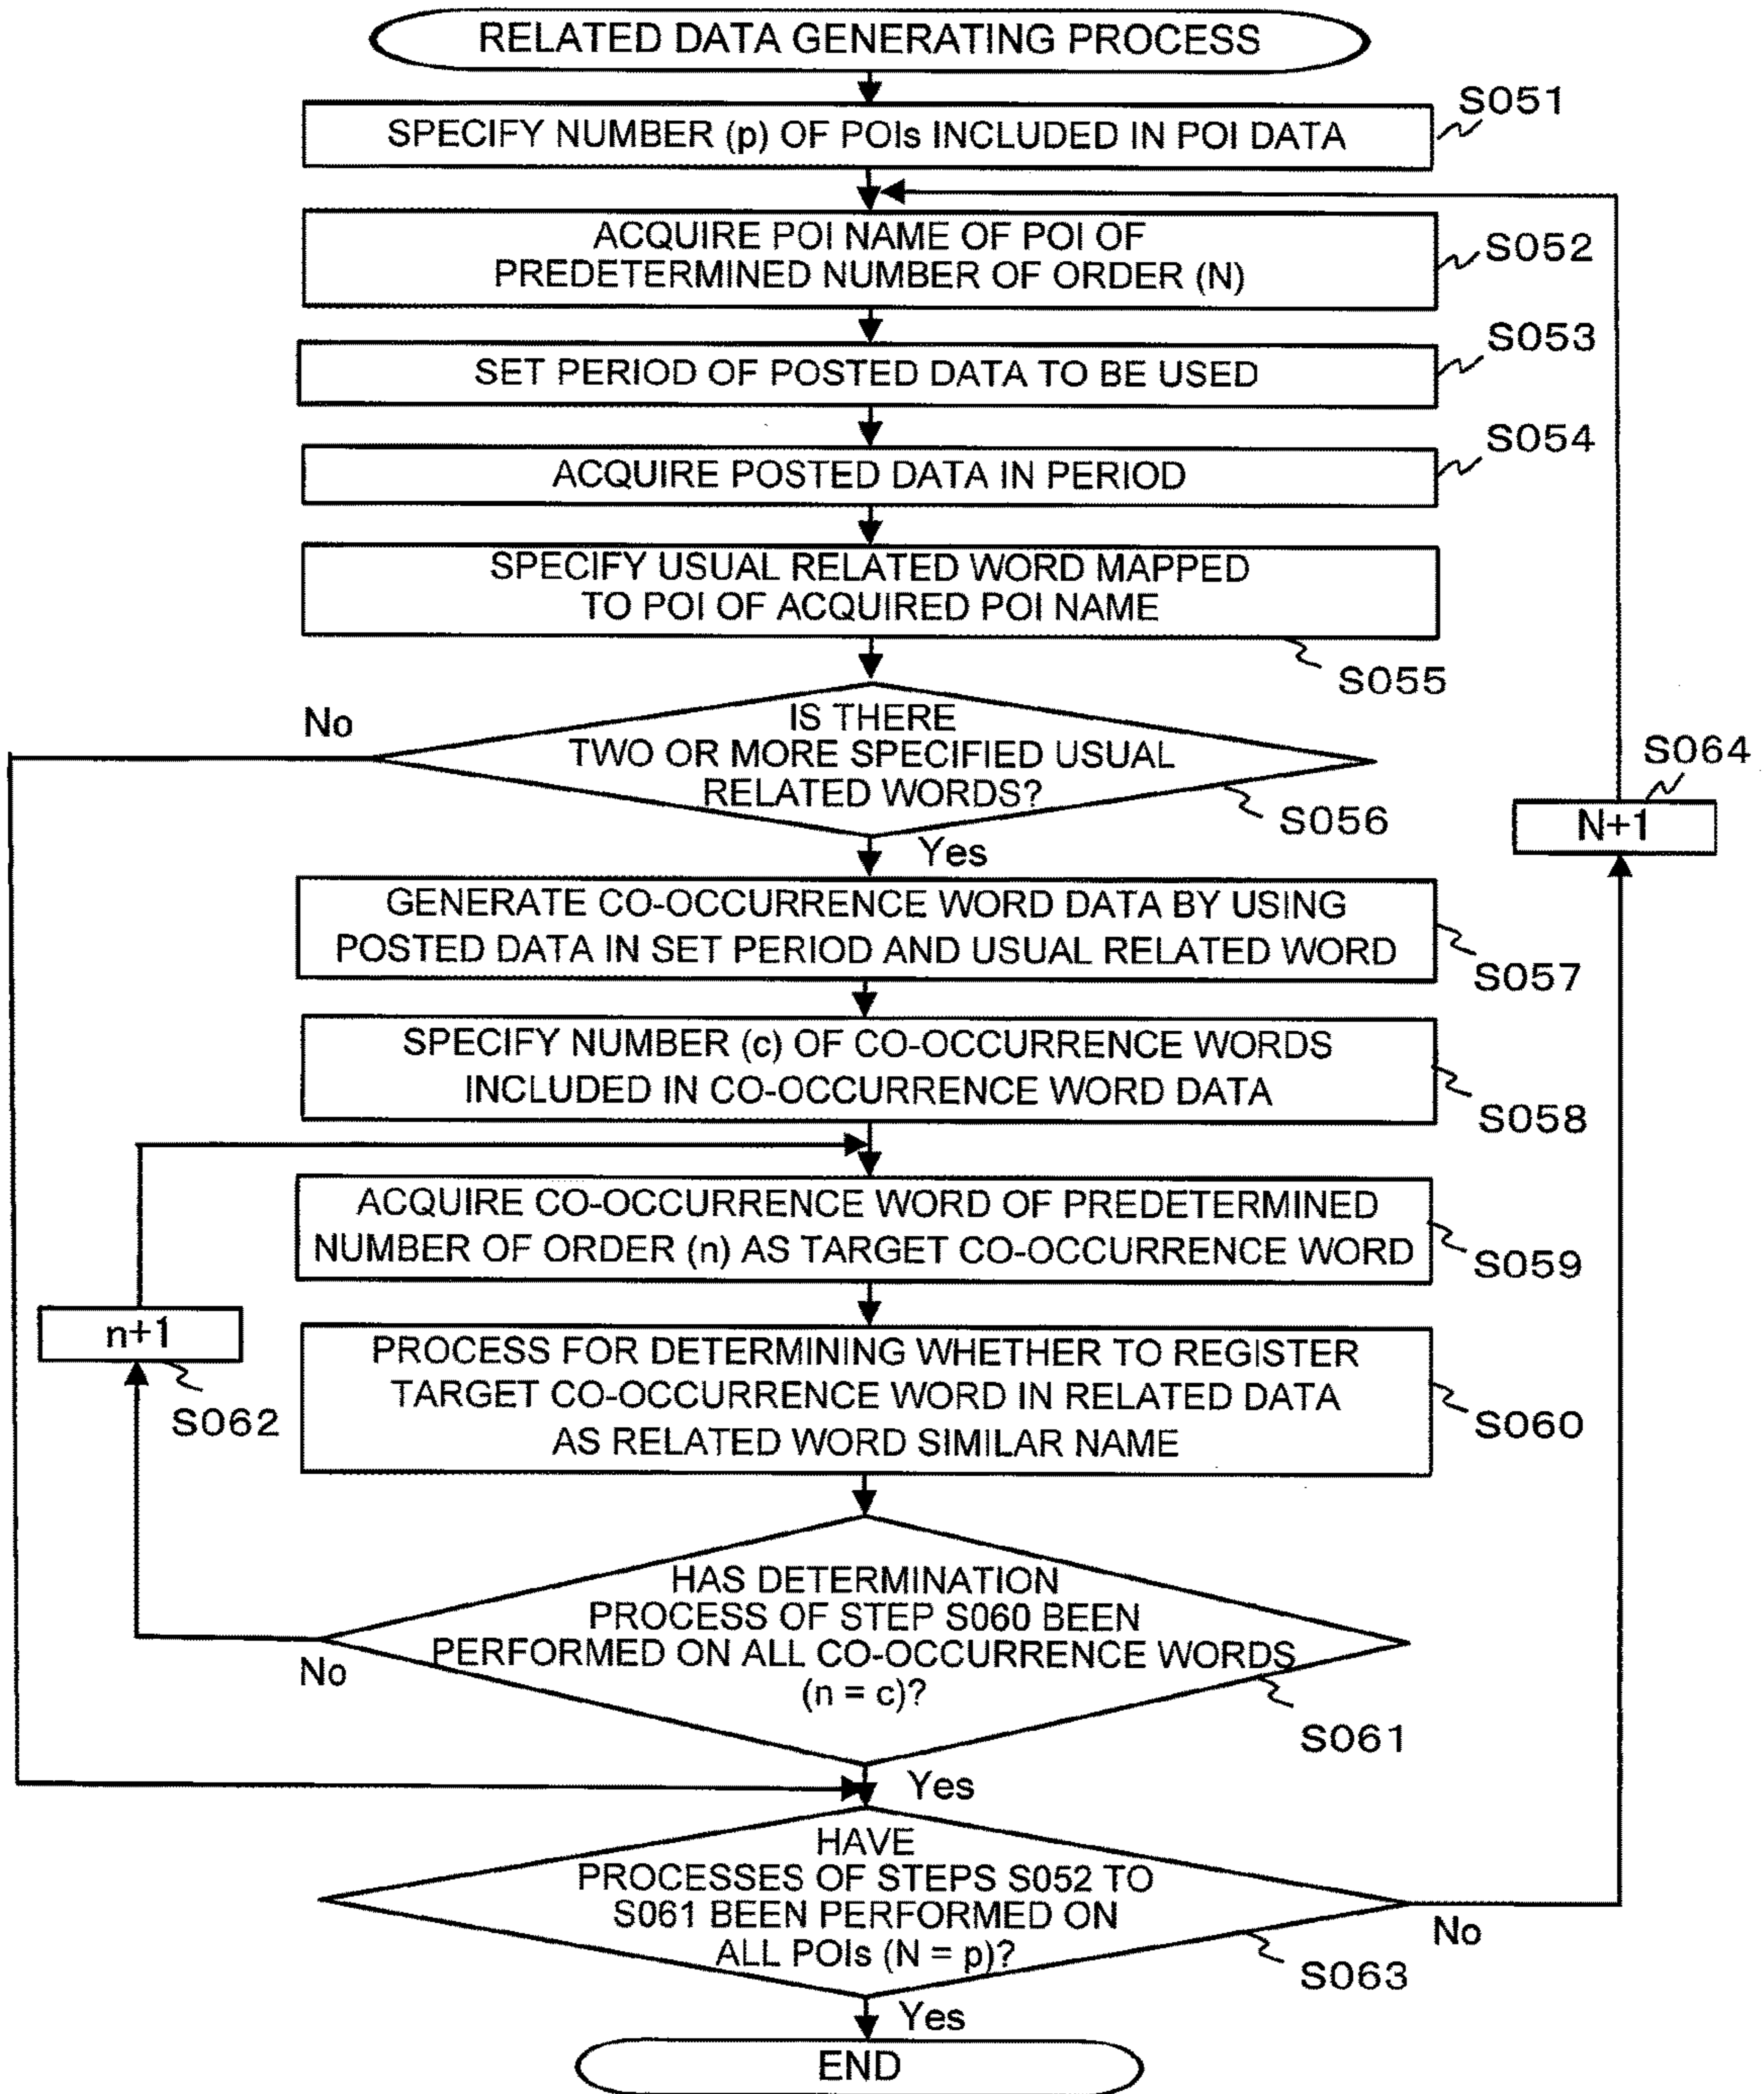 RELATED DATA GENERATING PROCESS
S051
SPECIFY NUMBER (p) OF POIs INCLUDED IN POI DATA
ACQUIRE POI NAME OF POI OF
PREDETERMINED NUMBER OF ORDER (N)
S052
S053
SET PERIOD OF POSTED DATA TO BE USED
S054
ACQUIRE POSTED DATA IN PERIOD
SPECIFY USUAL RELATED WORD MAPPED
TO POI OF ACQUIRED POI NAME
S055
No
IS THERE
TWO OR MORE SPECIFIED USUAL
RELATED WORDS?
S056
S064
N+1
Yes
GENERATE CO-OCCURRENCE WORD DATA BY USING
POSTED DATA IN SET PERIOD AND USUAL RELATED WORD
S057
SPECIFY NUMBER (c) OF CO-OCCURRENCE WORDS
INCLUDED IN CO-OCCURRENCE WORD DATA
S058
ACQUIRE CO-OCCURRENCE WORD OF PREDETERMINED
NUMBER OF ORDER (n) AS TARGET CO-OCCURRENCE WORD
S059
n+1
S062
PROCESS FOR DETERMINING WHETHER TO REGISTER
TARGET CO-OCCURRENCE WORD IN RELATED DATA
AS RELATED WORD SIMILAR NAME
S060
HAS DETERMINATION
PROCESS OF STEP S060 BEEN
PERFORMED ON ALL CO-OCCURRENCE WORDS
(n = c)?
No
S061
Yes
HAVE
PROCESSES OF STEPS S052 TO
S061 BEEN PERFORMED ON
ALL POIs (N = p)?
No
S063
Yes
END